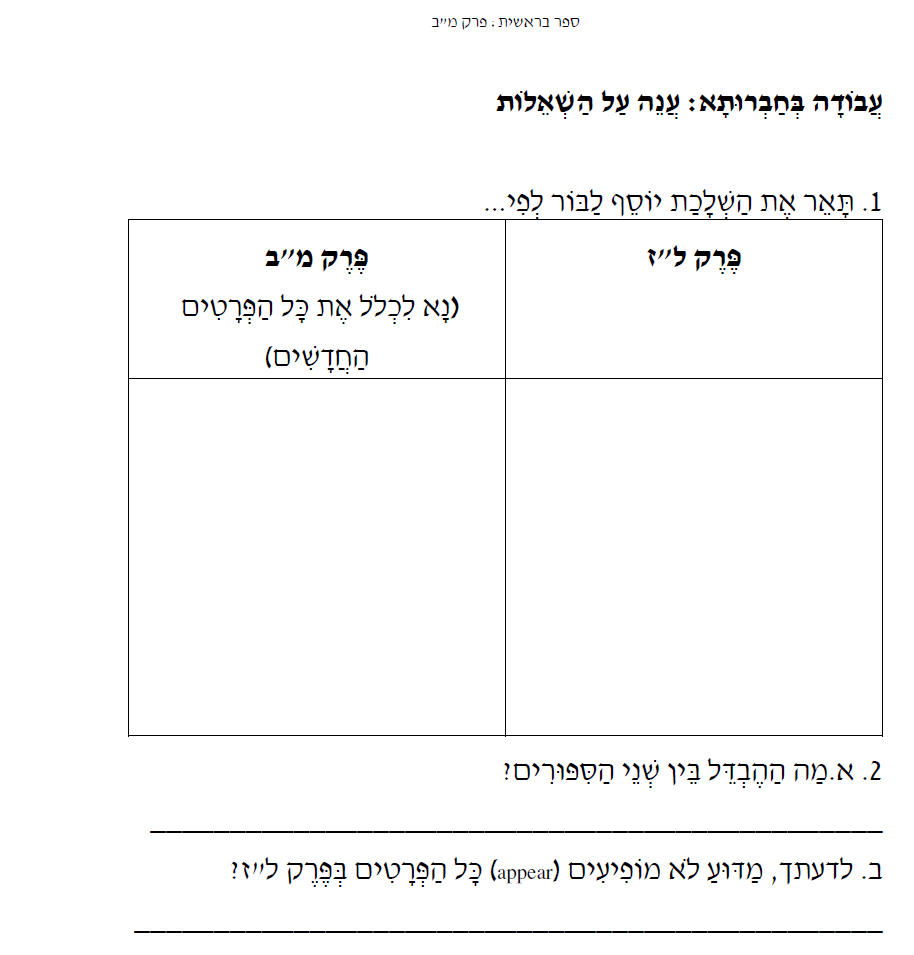 ספר בראשית : פרק מ"ב
עֲבוֹדָה בְּחַבְרוּתָא: עֲנֵה עַל הַשְׁאֵלוֹת
1. תָּאֵר אֶת הַשְׁלָכַת יוֹסֵף לַבּוֹר לְפִי...
פֶּרֶק ל"ז
פֶּרֶק מ"ב
(נָא לִכְלֹל אֶת כָּל הַפְּרָטִים
הַחֲדָשִׁים)
2. א.מַה הַהֶבְדֵּל בֵּין שְׁנֵי הַסִּפּוּרִים?
ב. לדעתך, מַדּוּעַ לֹא מוֹפִיעִים (appear) כָּל הַפְּרָטִים בְּפֶּרֶק ל"ז?